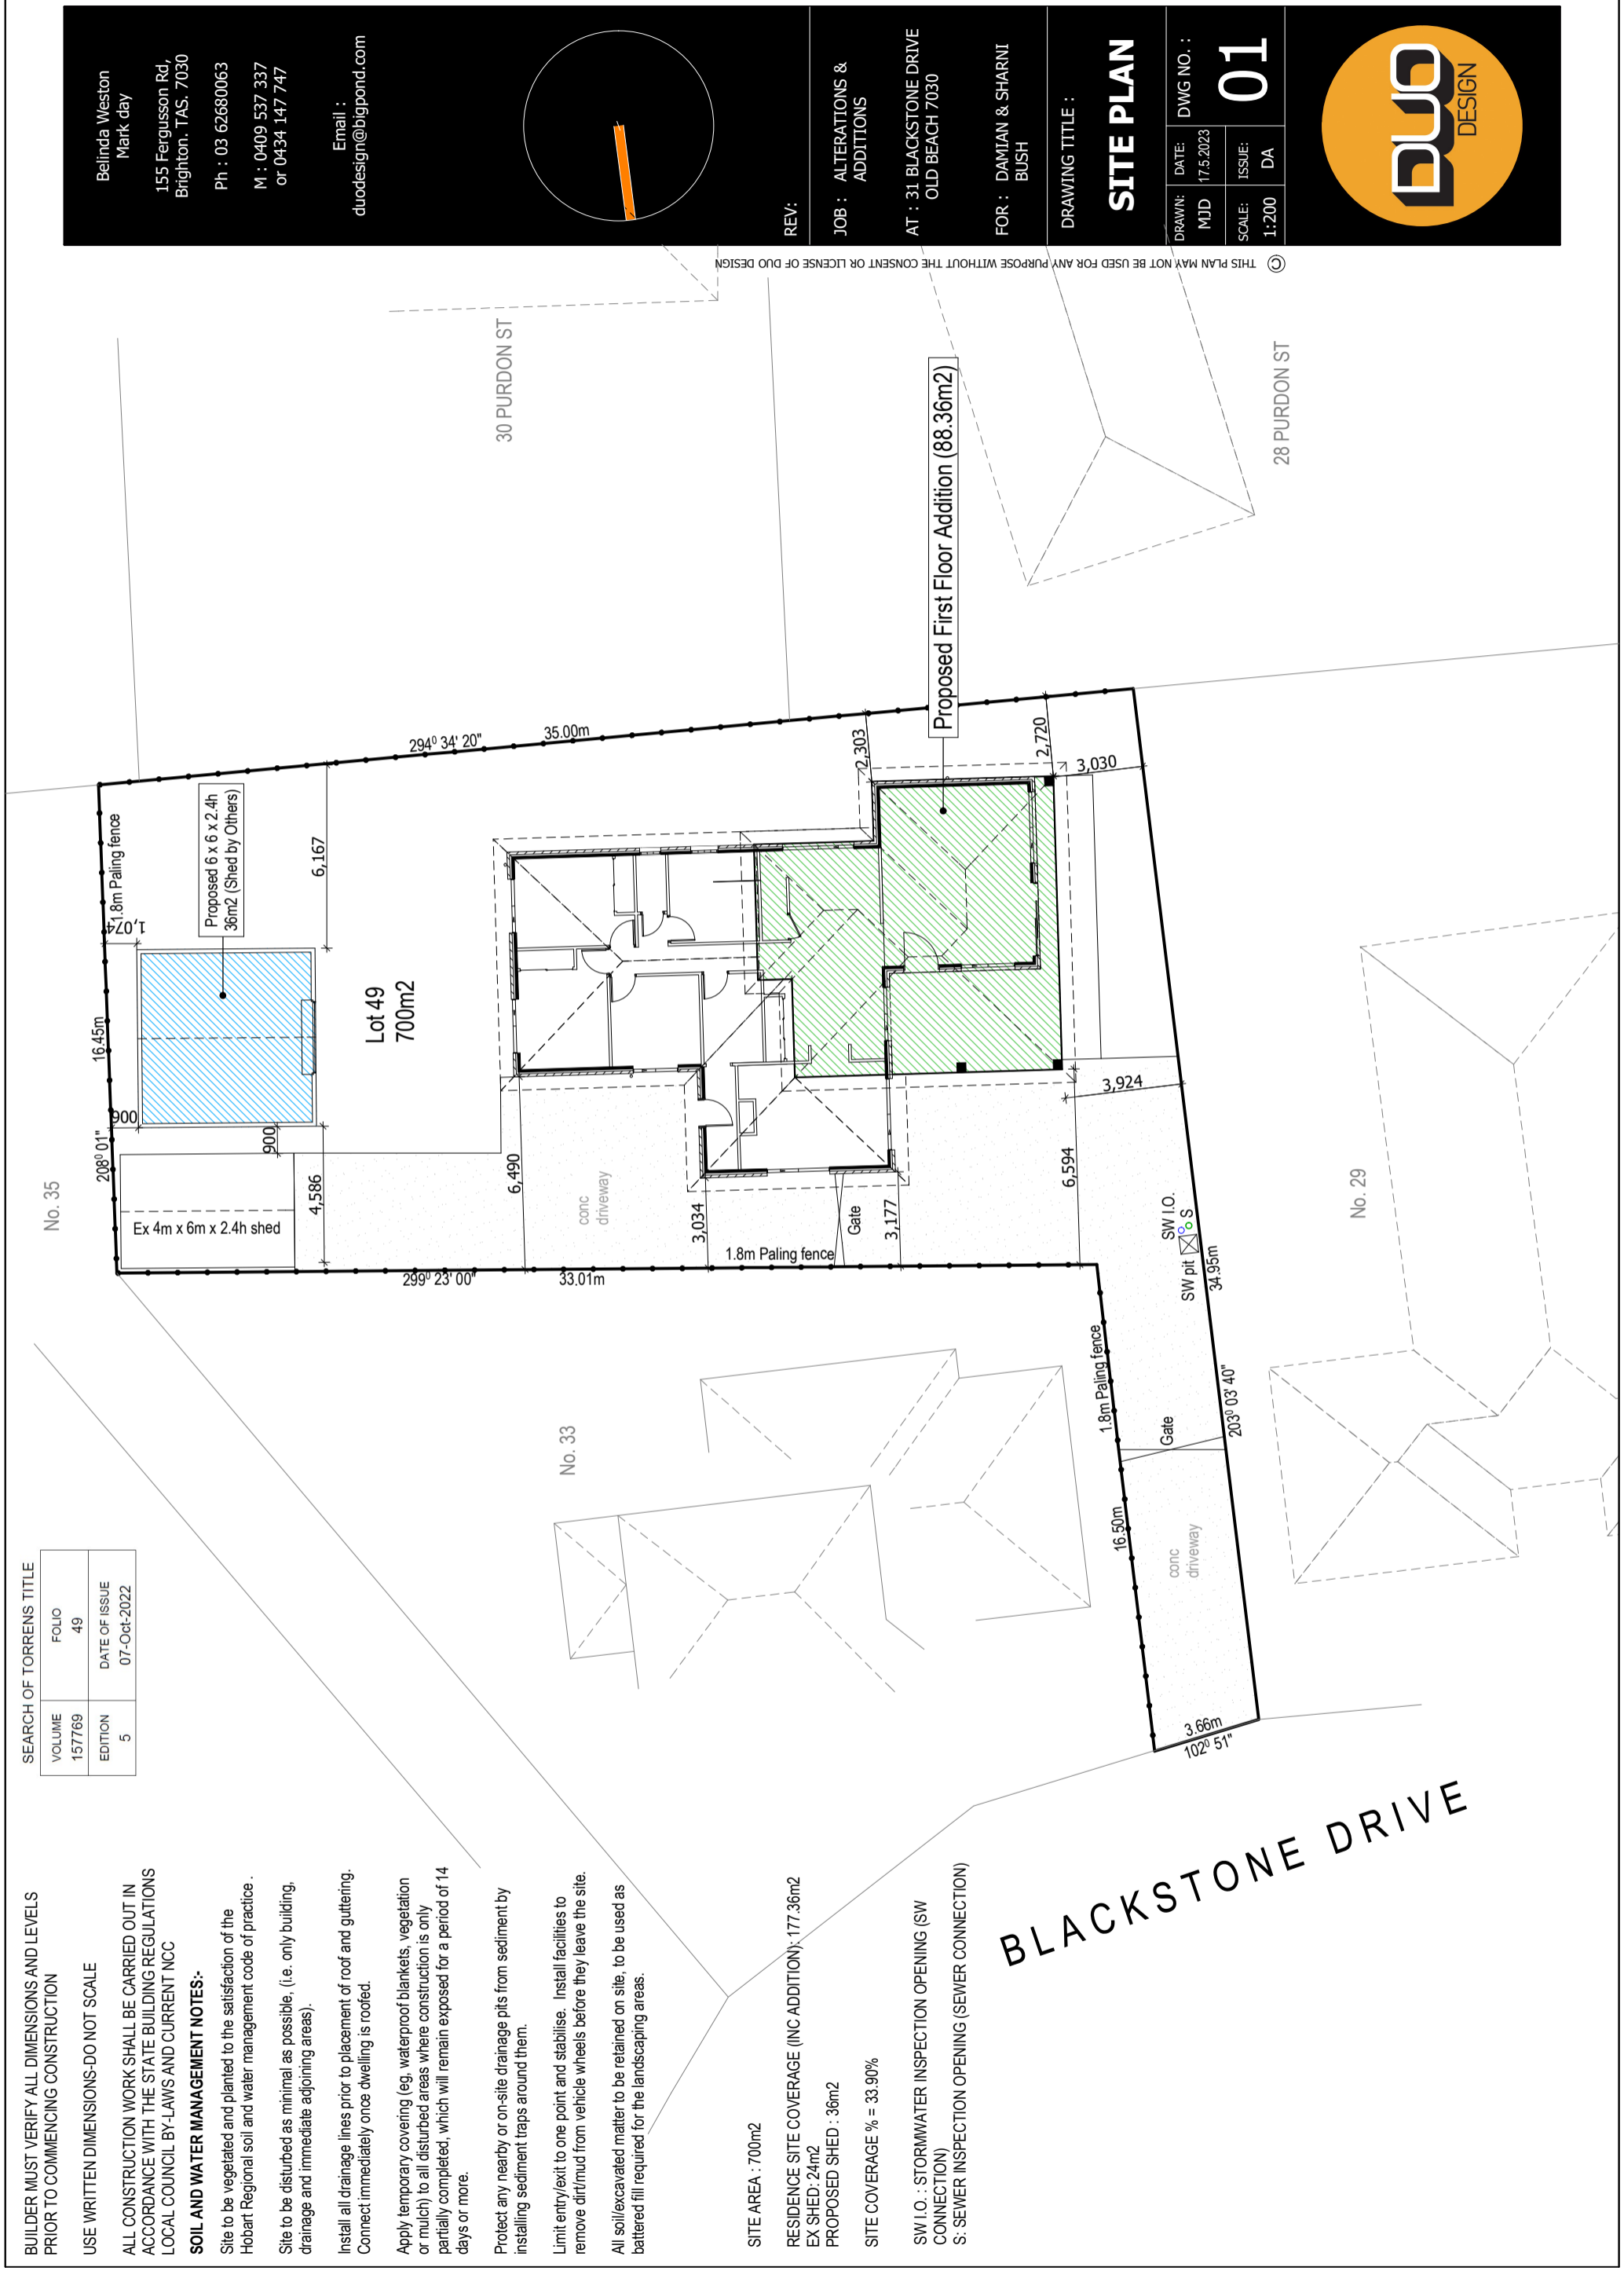 BUILDER MUST VERIFY ALL DIMENSIONS AND LEVELS
PRIOR TO COMMENCING CONSTRUCTION
USE WRITTEN DIMENSIONS-DO NOT SCALE
ALL CONSTRUCTION WORK SHALL BE CARRIED OUT IN
ACCORDANCE WITH THE STATE BUILDING REGULATIONS
LOCAL COUNCIL BY-LAWS AND CURRENT NCC
SOIL AND WATER MANAGEMENT NOTES:-
Site to be vegetated and planted to the satisfaction of the
Hobart Regional soil and water management code of practice .
Site to be disturbed as minimal as possible, (i.e. only building,
drainage and immediate adjoining areas).
Install all drainage lines prior to placement of roof and guttering.
Connect immediately once dwelling is roofed.
Apply temporary covering (eg, waterproof blankets, vegetation
or mulch) to all disturbed areas where construction is only
partially completed, which will remain exposed for a period of 14
days or more.
Protect any nearby or on-site drainage pits from sediment by
installing sediment traps around them.
Limit entry/exit to one point and stabilise. Install facilities to
remove dirt/mud from vehicle wheels before they leave the site.
All soil/excavated matter to be retained on site, to be used as
battered fill required for the landscaping areas.
SITE AREA : 700m2
RESIDENCE SITE COVERAGE (INC ADDITION): 177.36m2
EX SHED: 24m2
PROPOSED SHED : 36m2
SITE COVERAGE % = 33.90%
SW I.O. : STORMWATER INSPECTION OPENING (SW
CONNECTION)
S: SEWER INSPECTION OPENING (SEWER CONNECTION)
SEARCH OF TORRENS TITLE
VOLUME
157769
FOLIO
49
EDITION
5
DATE OF ISSUE
07-Oct-2022
No. 35
208⁰ 01"
16.45m
1.8m Paling fence
1,074
900
900
Ex 4m x 6m x 2.4h shed
4,586
Proposed 6 x 6 x 2.4h
36m2 (Shed by Others)
6,167
Lot 49
700m2
294⁰ 34' 20"
35.00m
299⁰ 23' 00"
33.01m
6,490
conc
driveway
3,034
1.8m Paling fence
Gate
3,177
6,594
3,924
2,303
2,720
3,030
Proposed First Floor Addition (88.36m2)
30 PURDON ST
28 PURDON ST
No. 33
No. 29
SW I.O.
S
SW pit
34.95m
1.8m Paling fence
Gate
203⁰ 03' 40"
16.50m
conc
driveway
3.66m
102⁰ 51"
BLACKSTONE DRIVE
Belinda Weston
Mark day
155 Fergusson Rd,
Brighton. TAS. 7030
Ph : 03 62680063
M : 0409 537 337
or 0434 147 747
Email :
duodesign@bigpond.com
REV:
JOB : ALTERATIONS &
ADDITIONS
AT : 31 BLACKSTONE DRIVE
OLD BEACH 7030
FOR : DAMIAN & SHARNI
BUSH
DRAWING TITLE :
SITE PLAN
DRAWN:
MJD
DATE:
17.5.2023
DWG NO. :
01
SCALE:
1:200
ISSUE:
DA
DUO
DESIGN
© THIS PLAN MAY NOT BE USED FOR ANY PURPOSE WITHOUT THE CONSENT OR LICENSE OF DUO DESIGN